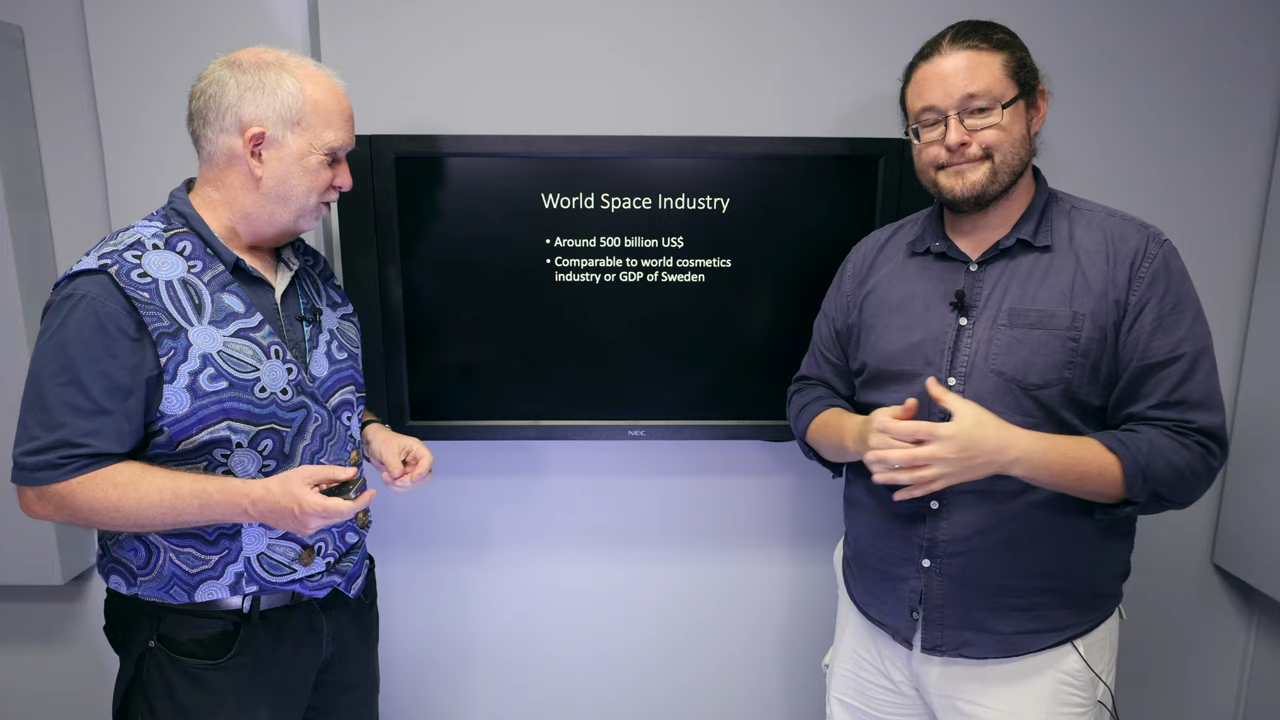 World Space Industry
• Around 500 billion US$
• Comparable to world cosmetics
industry or GDP of Sweden
NEC